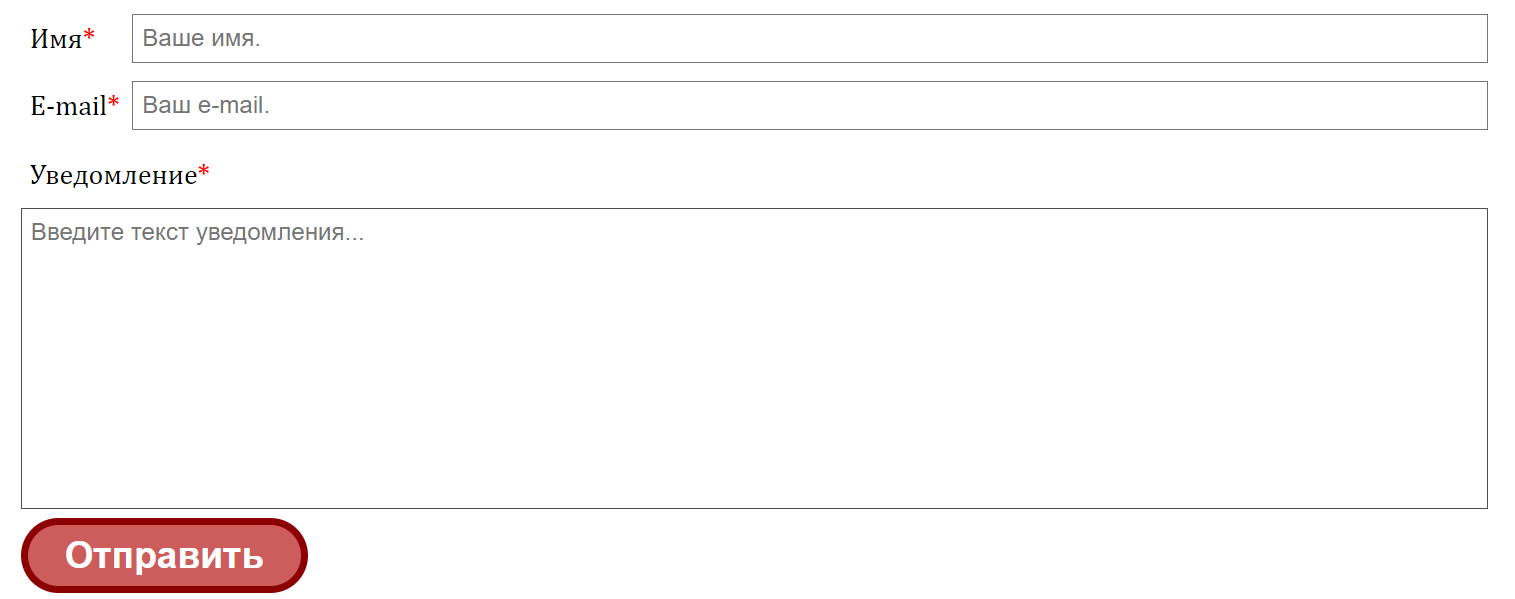 Имя* Ваше имя.
E-mail* Ваш e-mail.
Уведомление*
Введите текст уведомления...
Отправить